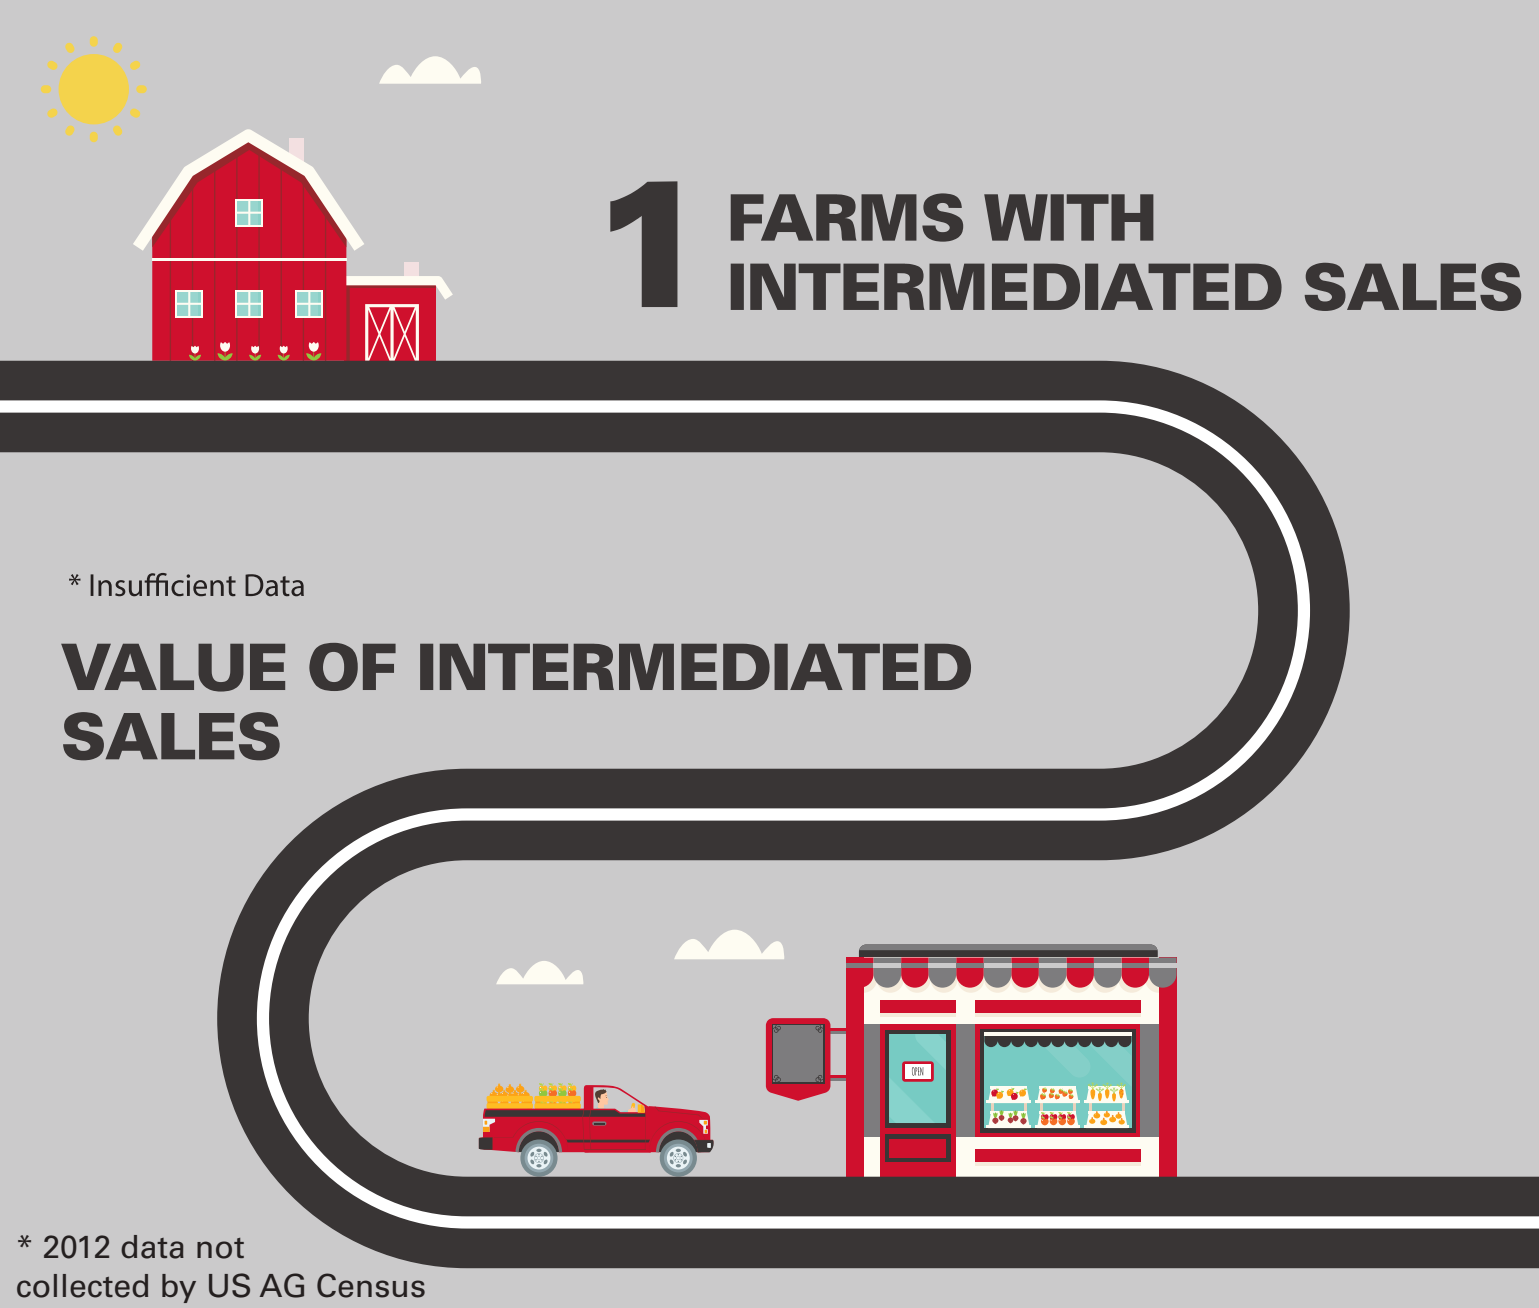 1 FARMS WITH
INTERMEDIATED SALES
* Insufficient Data
VALUE OF INTERMEDIATED
SALES
OPEN
* 2012 data not
collected by US AG Census